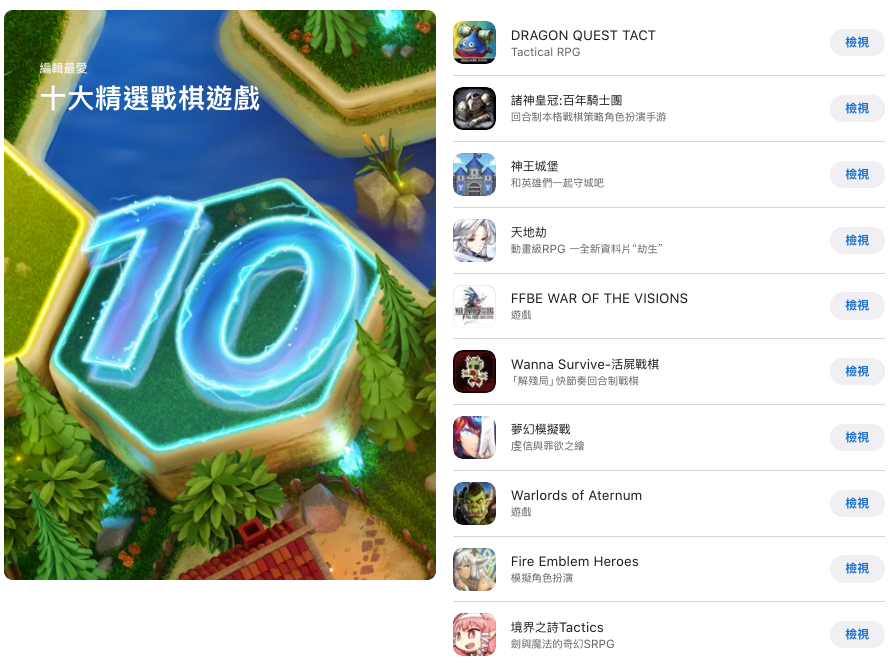 編輯最愛
十大精選戰棋遊戲
10
DRAGON QUEST TACT
Tactical RPG
檢視
諸神皇冠:百年騎士團
回合制本格戰棋策略角色扮演手游
檢視
神王城堡
和英雄們一起守城吧
檢視
天地劫
動畫級RPG 一全新資料片“劫生”
檢視
FFBE WAR OF THE VISIONS
遊戲
檢視
Wanna Survive-活屍戰棋
「解殘局」快節奏回合制戰棋
檢視
夢幻模擬戰
虔信與罪欲之繪
檢視
Warlords of Aternum
遊戲
檢視
Fire Emblem Heroes
模擬角色扮演
檢視
境界之詩Tactics
劍與魔法的奇幻SRPG
檢視